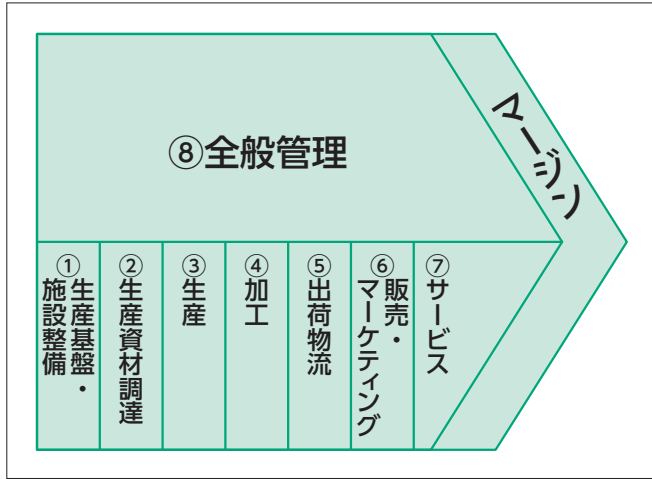 ⑧全般管理
マージン
①生産基盤・
施設整備
②生産資材調達
③生産
④加工
⑤出荷物流
⑥販売・
マーケティング
⑦サービス